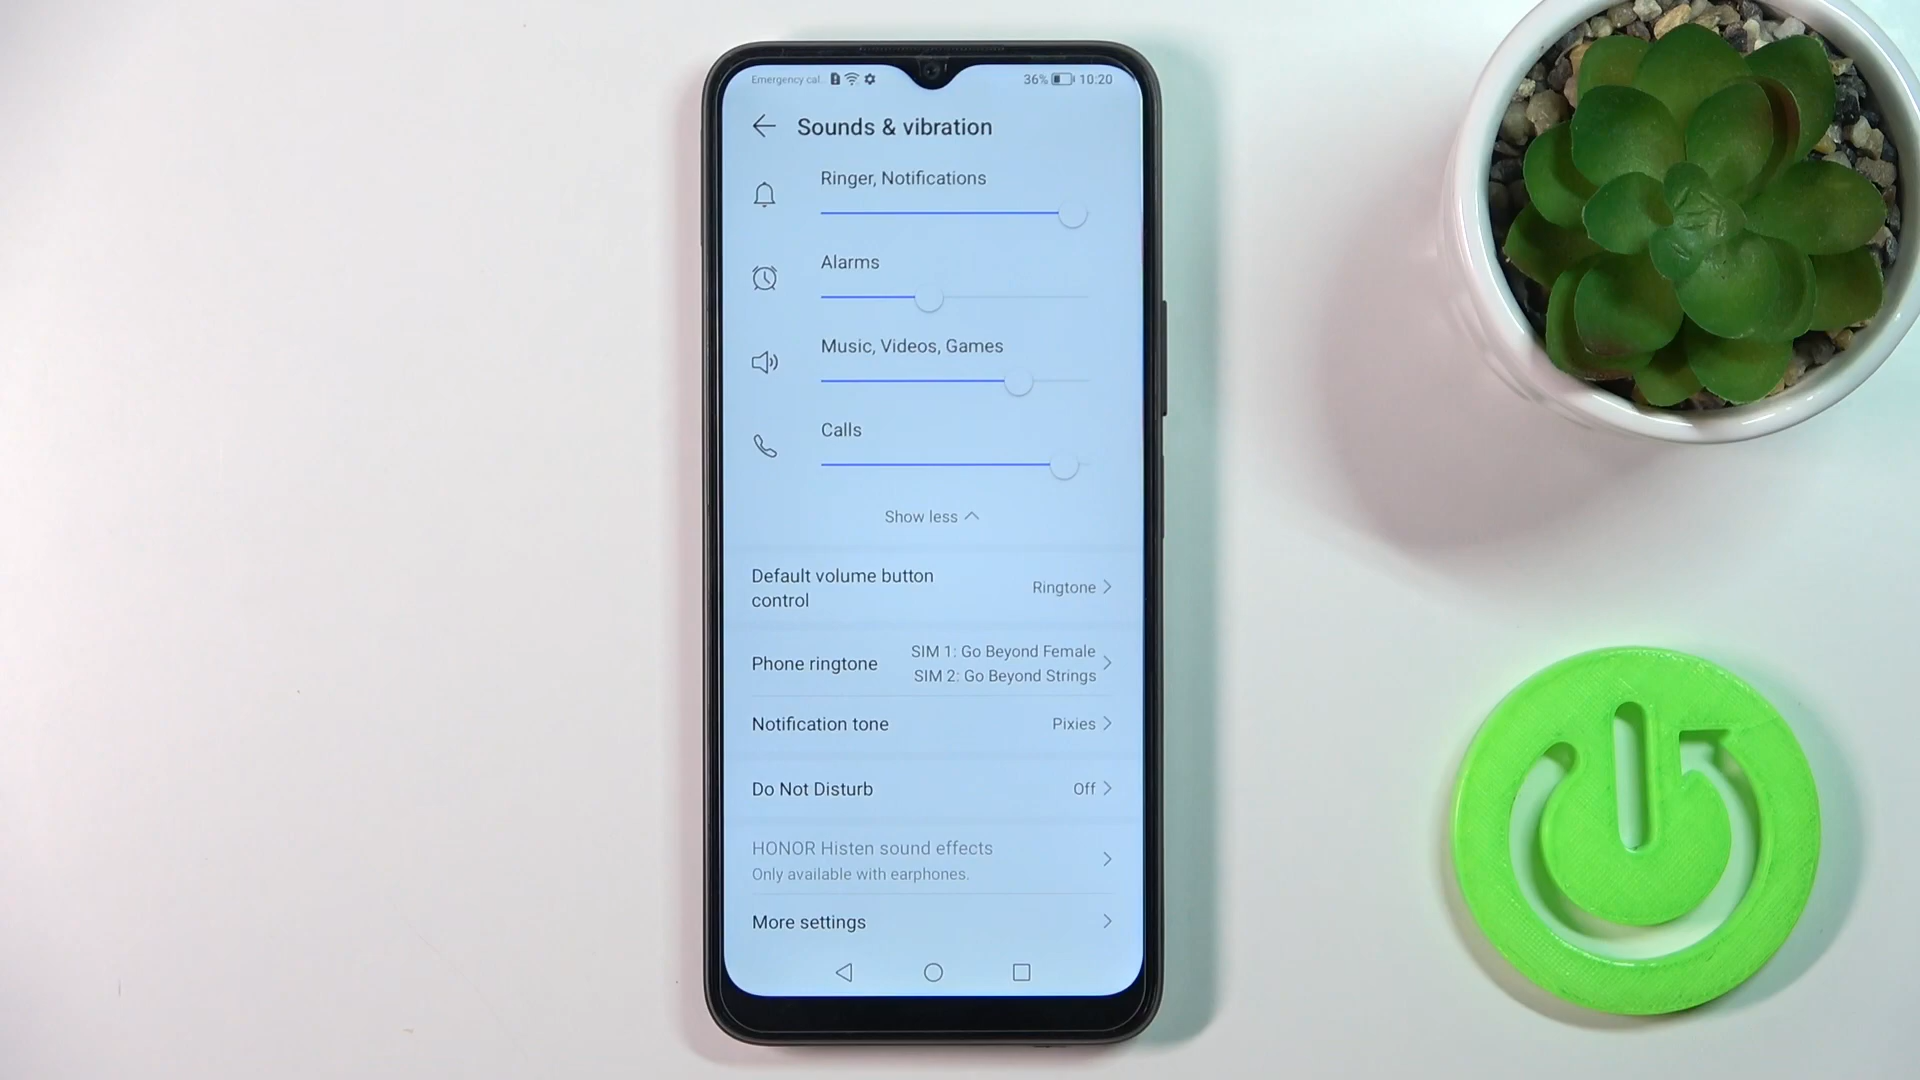 Emergency cal... 36% 10:20
Sounds & vibration
Ringer, Notifications
Alarms
Music, Videos, Games
Calls
Show less
Default volume button
control
Ringtone
Phone ringtone
SIM 1: Go Beyond Female
SIM 2: Go Beyond Strings
Notification tone Pixies
Do Not Disturb Off
HONOR Histen sound effects
Only available with earphones.
More settings